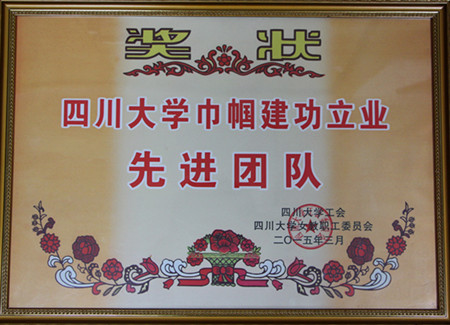 奖状
四川大学巾帼建功立业
先进团队
四川大学工会
四川大学女教职工委员会
二〇一五年三月